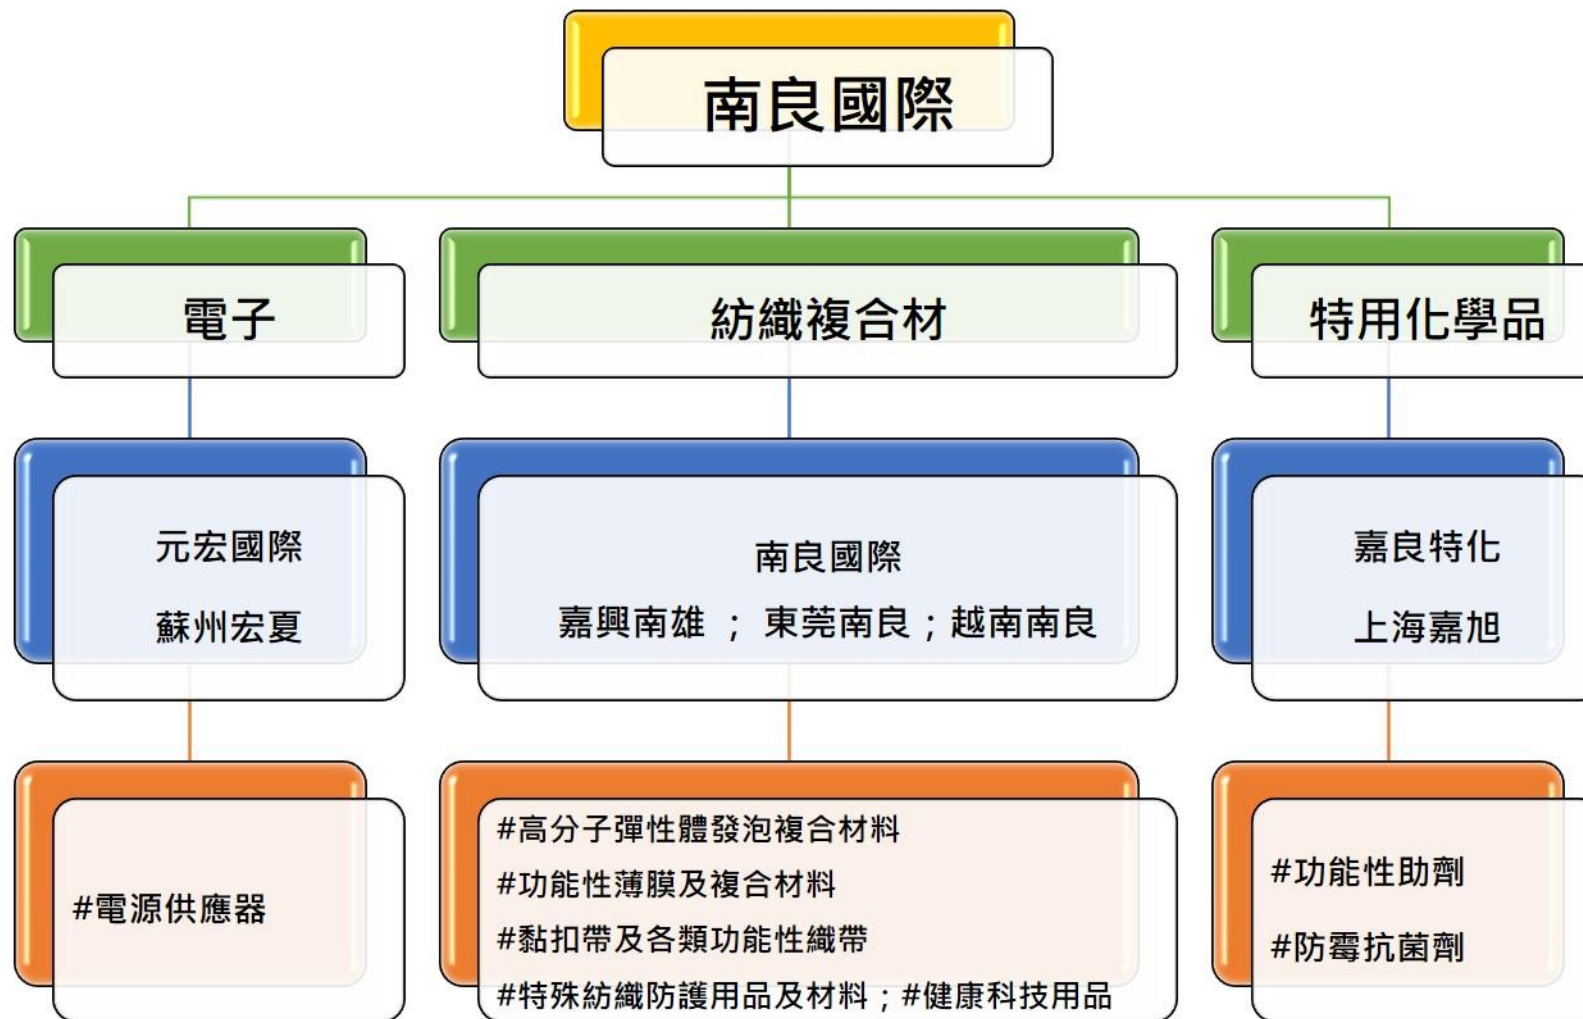 南良國際
電子
紡織複合材
特用化學品
元宏國際
蘇州宏夏
南良國際
嘉興南雄 ； 東莞南良；越南南良
嘉良特化
上海嘉旭
#電源供應器
#高分子彈性體發泡複合材料
#功能性薄膜及複合材料
#黏扣帶及各類功能性織帶
#特殊紡織防護用品及材料；#健康科技用品
#功能性助劑
#防霉抗菌劑